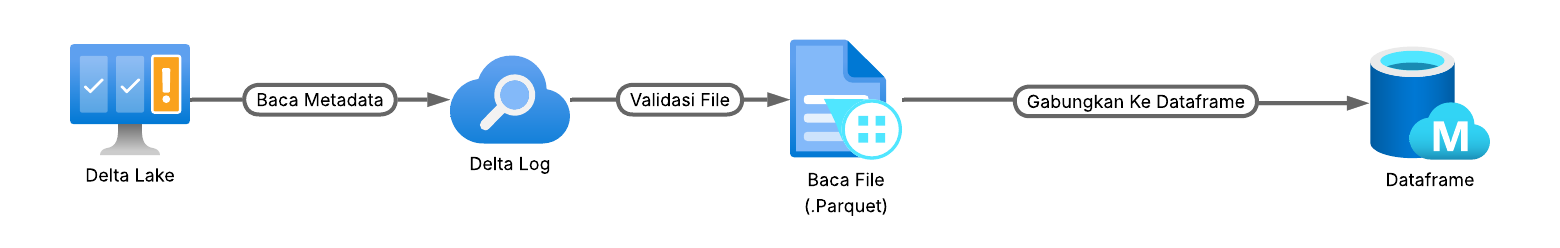 Baca Metadata
Validasi File
Gabungkan Ke Dataframe
M
Delta Lake
Delta Log
Baca File
(.Parquet)
Dataframe